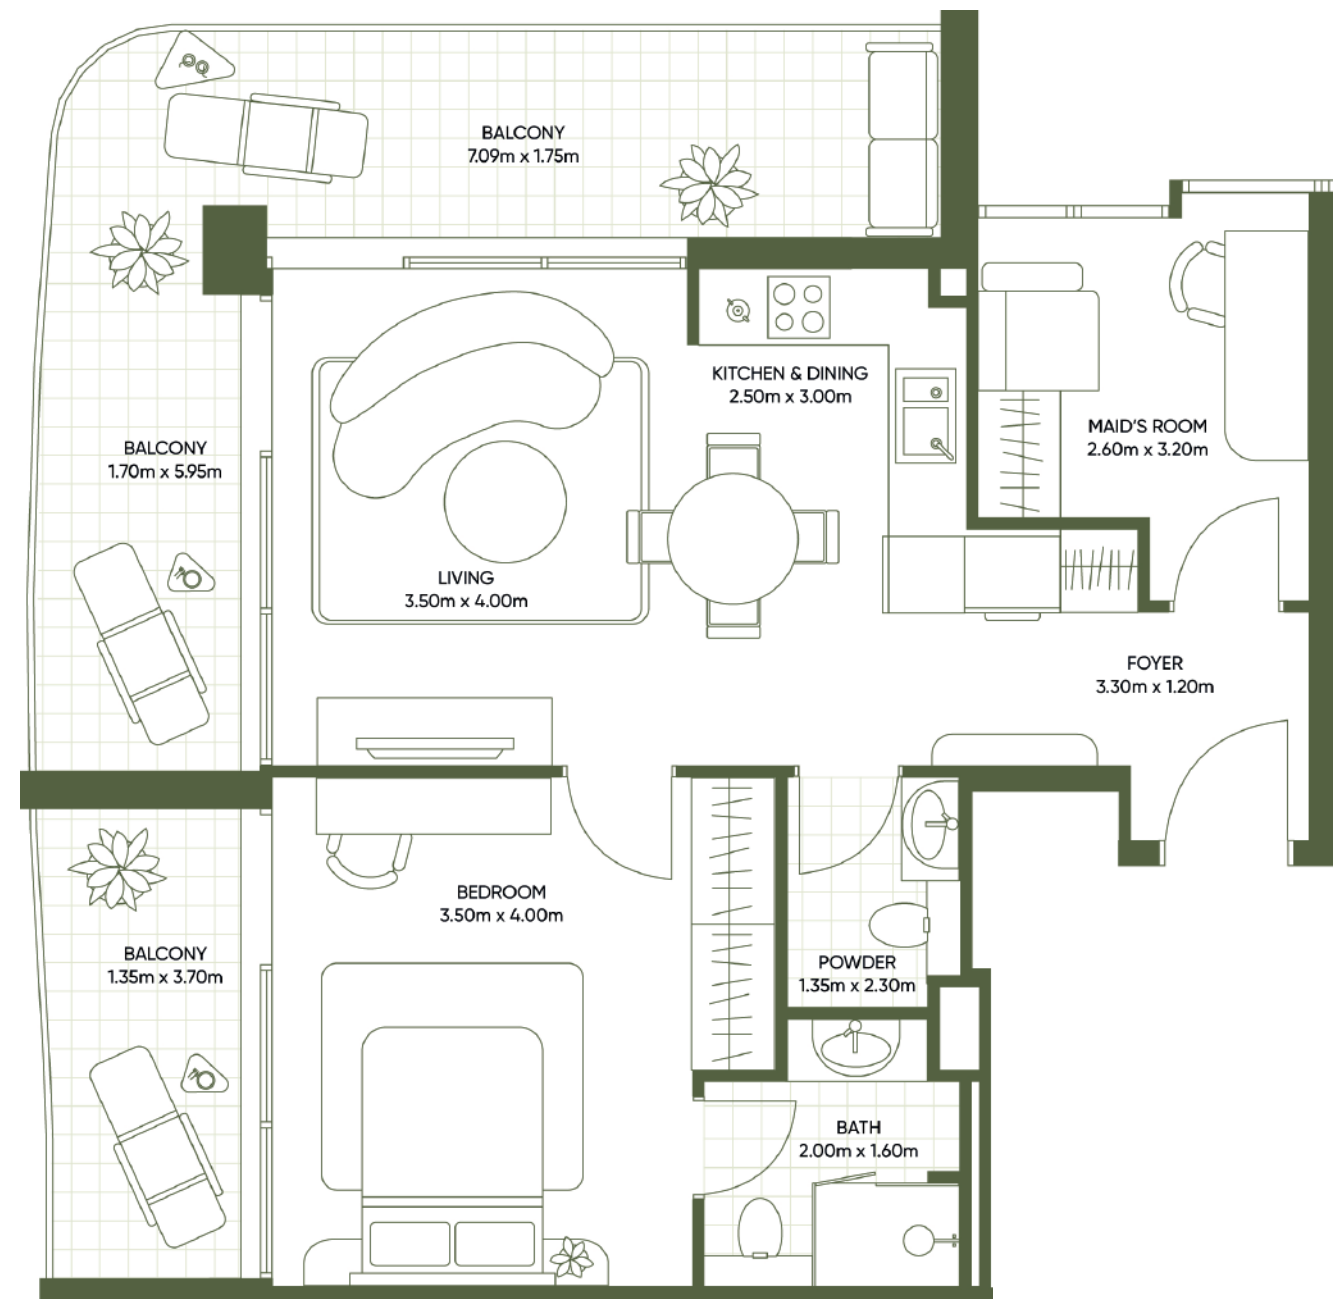 BALCONY
7.09m x 1.75m
KITCHEN & DINING
2.50m x 3.00m
MAID'S ROOM
2.60m x 3.20m
BALCONY
1.70m x 5.95m
LIVING
3.50m x 4.00m
FOYER
3.30m x 1.20m
BEDROOM
3.50m x 4.00m
BALCONY
1.35m x 3.70m
POWDER
1.35m x 2.30m
BATH
2.00m x 1.60m